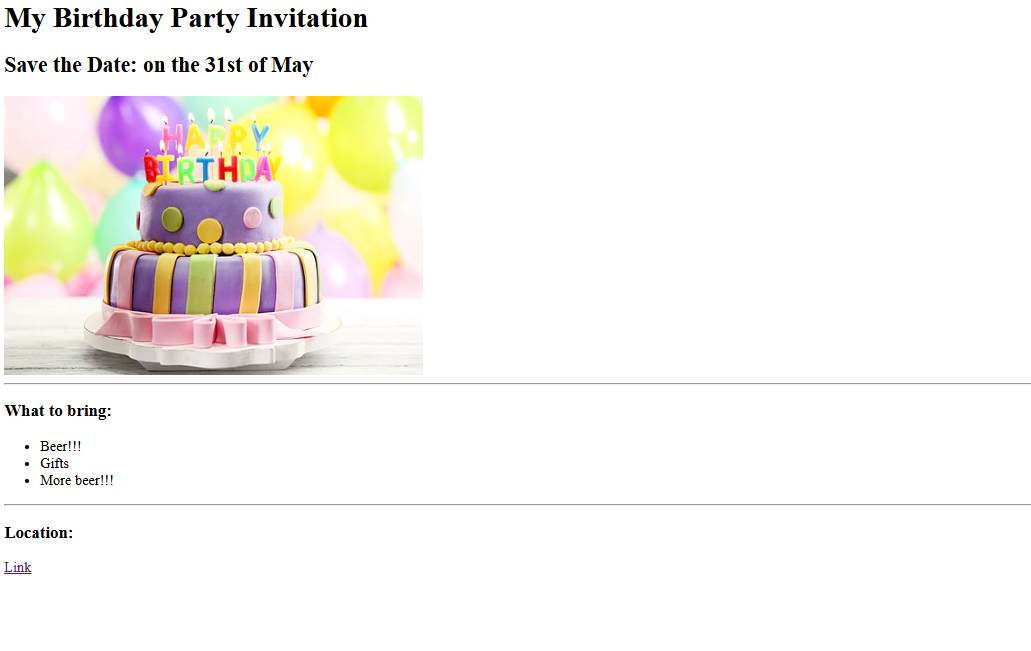 My Birthday Party Invitation
Save the Date: on the 31st of May
HAPPY
BIRTHDAY
What to bring:
Beer!!!
Gifts
More beer!!!
Location:
Link